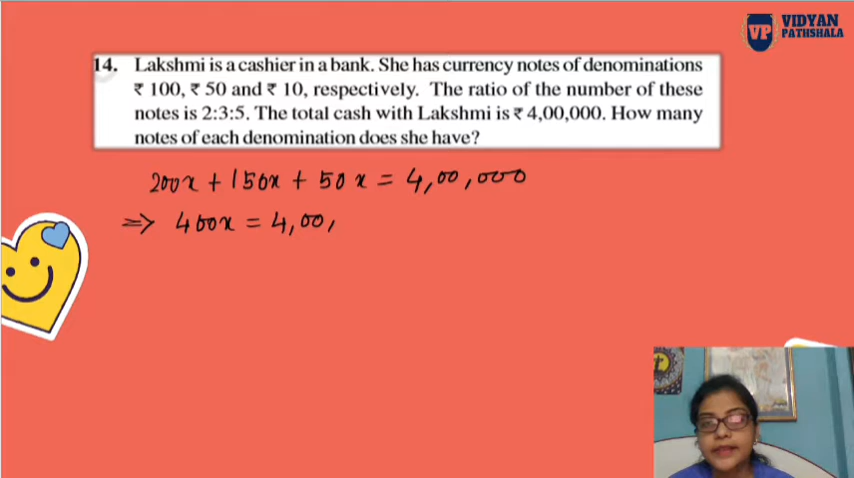 VIDYAN
PATHSHALA
VP
14. Lakshmi is a cashier in a bank. She has currency notes of denominations
₹ 100, ₹ 50 and ₹ 10, respectively. The ratio of the number of these
notes is 2:3:5. The total cash with Lakshmi is ₹ 4,00,000. How many
notes of each denomination does she have?
200x + 150x + 50x = 4,00,000
⇒ 400x = 4,00,